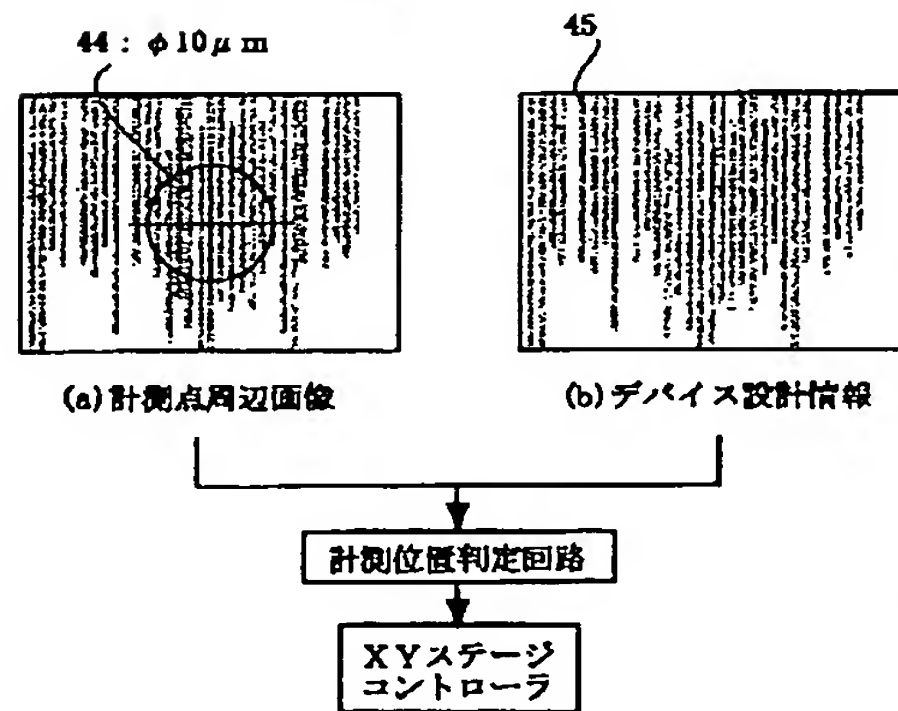 44：φ10μm
45
(a)計測点周辺画像
(b)デバイス設計情報
計測位置判定回路
XYステージ
コントローラ